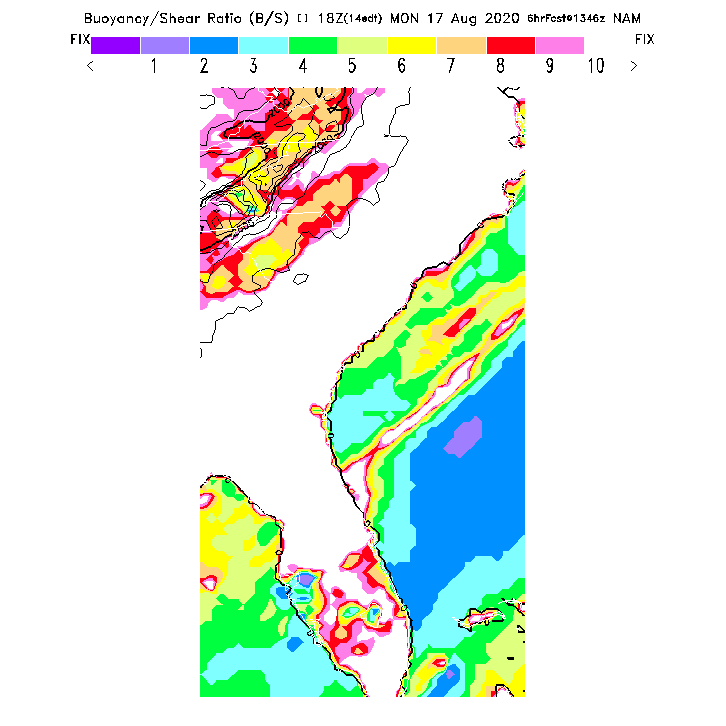 Buoyancy/Shear Ratio (B/S) [] 18Z(14edt) MON 17 Aug 2020 6hrFcst@1346z NAM
FIX FIX
< 1 2 3 4 5 6 7 8 9 10 >